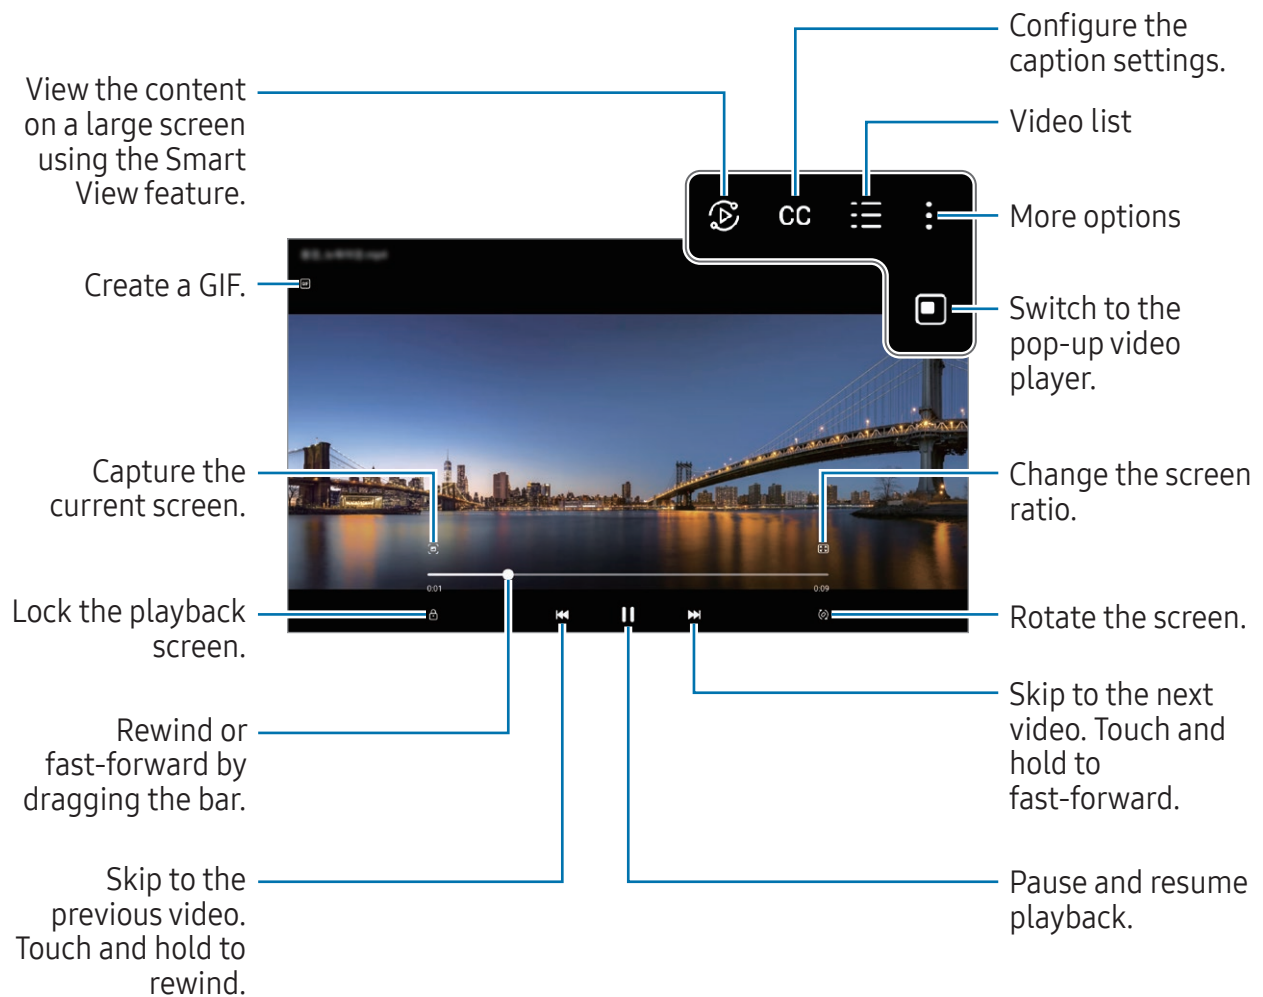 Configure the
caption settings.
View the content
on a large screen
using the Smart
View feature.
Video list
CC
More options
Create a GIF.
GIF
Switch to the
pop-up video
player.
Capture the
current screen.
Change the screen
ratio.
0:01
0:09
Lock the playback
screen.
Rotate the screen.
Rewind or
fast-forward by
dragging the bar.
Skip to the next
video. Touch and
hold to
fast-forward.
Skip to the
previous video.
Touch and hold to
rewind.
Pause and resume
playback.